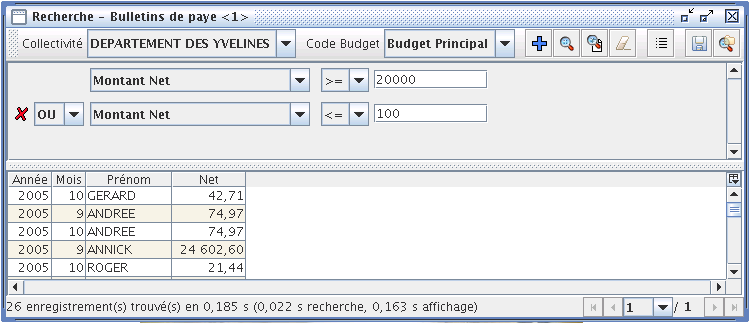 Recherche - Bulletins de paye <1>
Collectivité DEPARTEMENT DES YVELINES Code Budget Budget Principal
Montant Net >= 20000
OU Montant Net <= 100
Année Mois Prénom Net
2005 10 GERARD 42,71
2005 9 ANDREE 74,97
2005 10 ANDREE 74,97
2005 9 ANNICK 24 602,60
2005 10 ROGER 21,44
26 enregistrement(s) trouvé(s) en 0,185 s (0,022 s recherche, 0,163 s affichage) 1 / 1